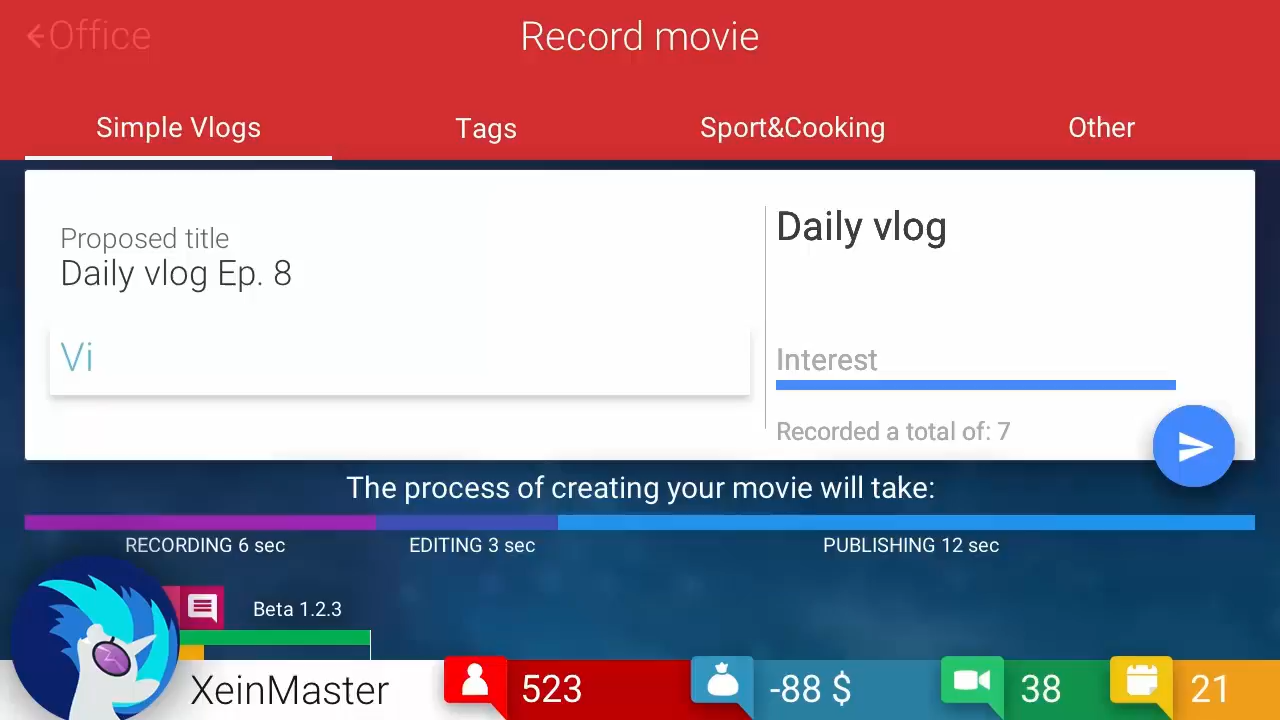 Office
Record movie
Simple Vlogs
Tags
Sport&Cooking
Other
Proposed title
Daily vlog Ep. 8
Vi
Daily vlog
Interest
Recorded a total of: 7
The process of creating your movie will take:
RECORDING 6 sec
EDITING 3 sec
PUBLISHING 12 sec
Beta 1.2.3
XeinMaster
523
-88 $
38
21